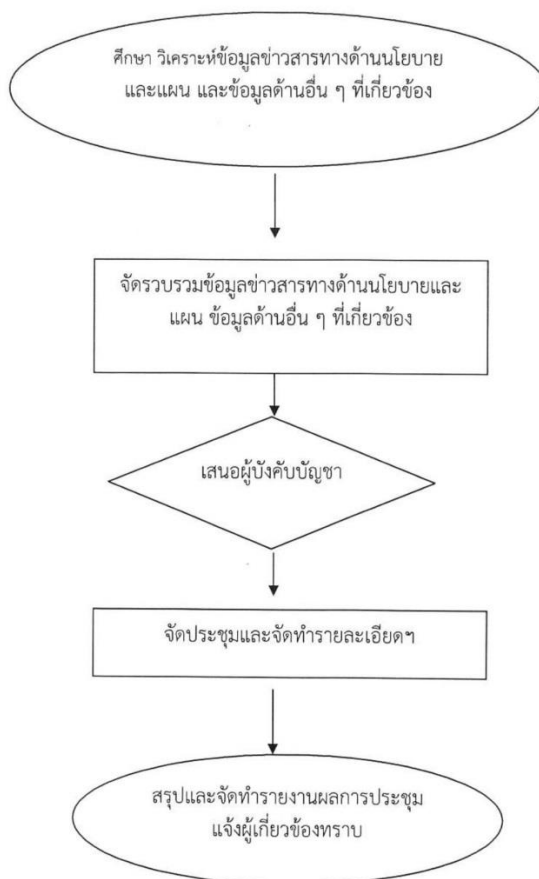 ศึกษา วิเคราะห์ข้อมูลข่าวสารทางด้านนโยบาย
และแผน และข้อมูลด้านอื่น ๆ ที่เกี่ยวข้อง
จัดรวบรวมข้อมูลข่าวสารทางด้านนโยบายและ
แผน ข้อมูลด้านอื่น ๆ ที่เกี่ยวข้อง
เสนอผู้บังคับบัญชา
จัดประชุมและจัดทำรายละเอียดฯ
สรุปและจัดทำรายงานผลการประชุม
แจ้งผู้เกี่ยวข้องทราบ